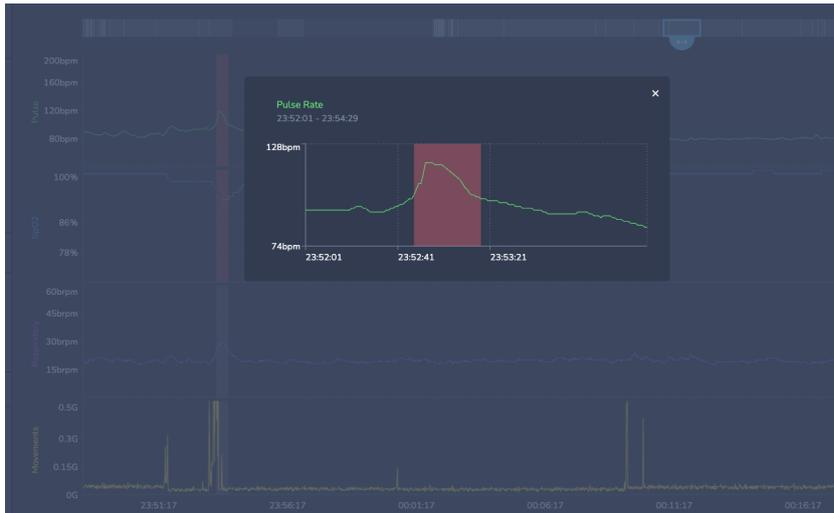 200bpm
160bpm
120bpm
80bpm
Pulse
100%
86%
78%
SpO2
60brpm
45brpm
30brpm
15brpm
Respiratory
0.5G
0.3G
0.15G
0G
Movements
23:51:17
23:56:17
00:01:17
00:06:17
00:11:17
00:16:17
Pulse Rate
23:52:01 - 23:54:29
128bpm
74bpm
23:52:01
23:52:41
23:53:21